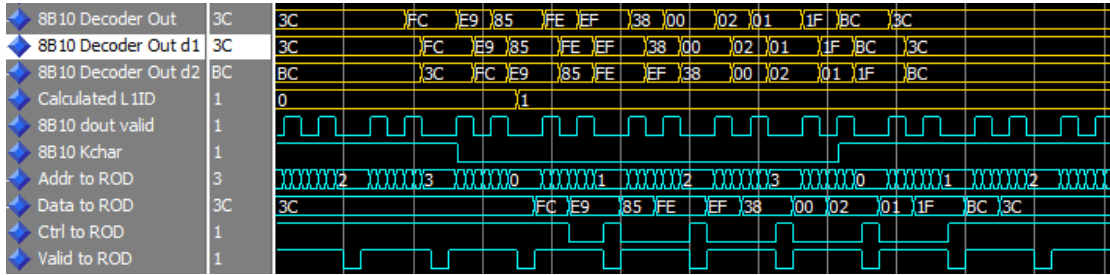 8B10 Decoder Out 3C 3C FC E9 85 FE EF 38 00 02 01 1F BC 3C
8B10 Decoder Out d1 3C 3C FC E9 85 FE EF 38 00 02 01 1F BC 3C
8B10 Decoder Out d2 BC BC 3C FC E9 85 FE EF 38 00 02 01 1F BC
Calculated L1ID 1 0 1
8B10 dout valid 1
8B10 Kchar 1
Addr to ROD 3 2 3 0 1 2 3 0 1 2
Data to ROD 3C 3C FC E9 85 FE EF 38 00 02 01 1F BC 3C
Ctrl to ROD 1
Valid to ROD 1